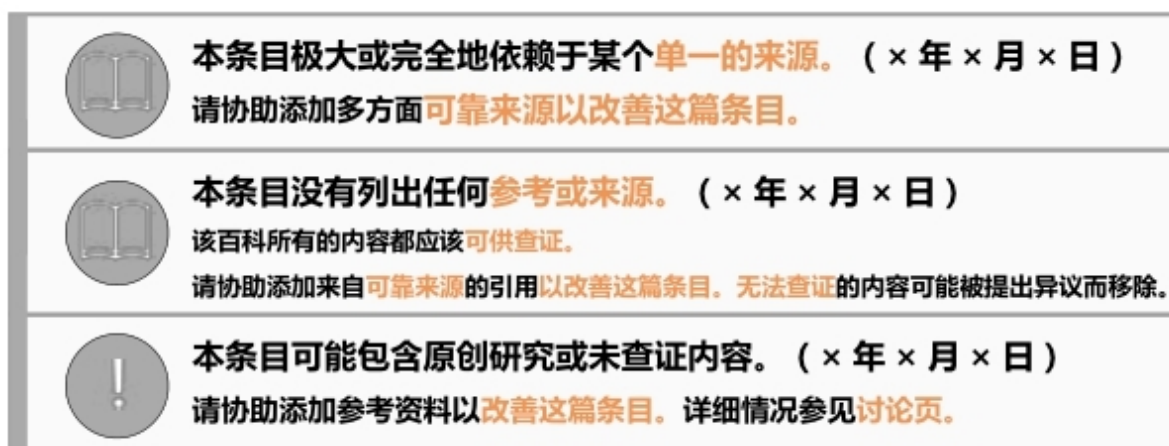 本条目极大或完全地依赖于某个单一的来源。（×年×月×日）
请协助添加多方面可靠来源以改善这篇条目。
本条目没有列出任何参考或来源。（×年×月×日）
该百科所有的内容都应该可供查证。
请协助添加来自可靠来源的引用以改善这篇条目。无法查证的内容可能被提出异议而移除。
本条目可能包含原创研究或未查证内容。（×年×月×日）
请协助添加参考资料以改善这篇条目。详细情况参见讨论页。